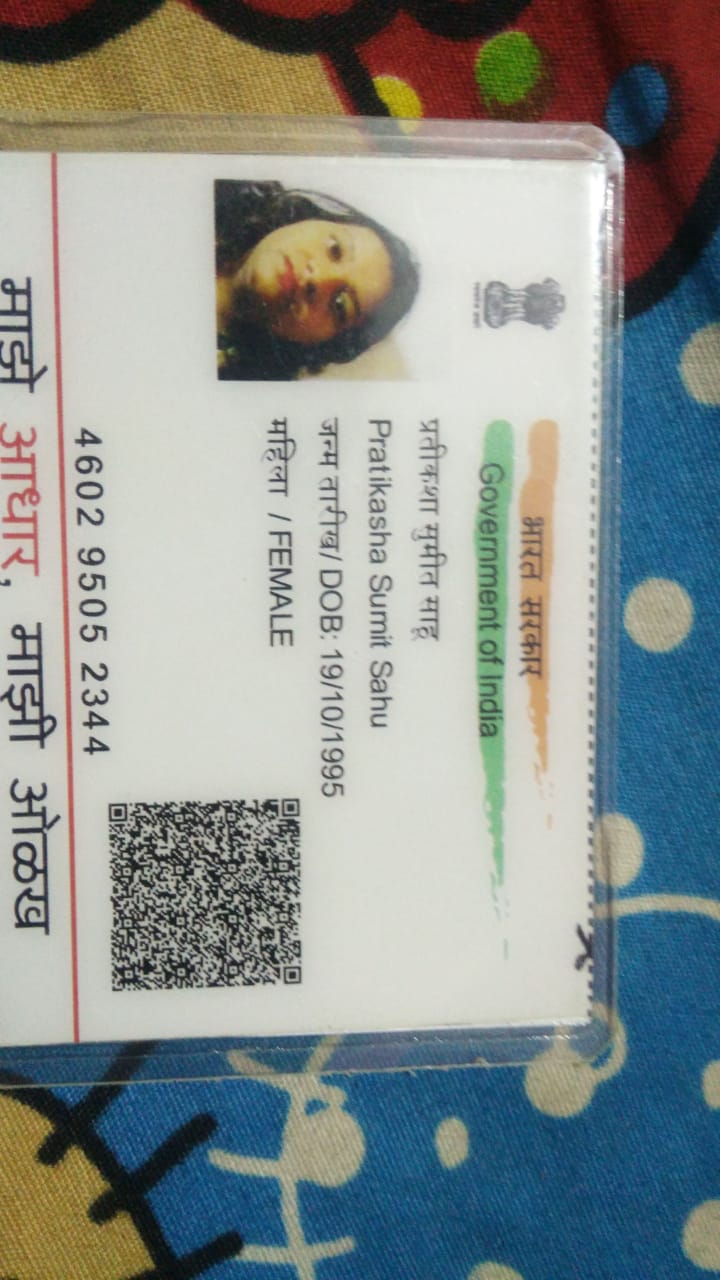 भारत सरकार
Government of India
प्रतीकशा सुमीत साहू
Pratikasha Sumit Sahu
जन्म तारीख/ DOB: 19/10/1995
महिला / FEMALE
4602 9505 2344
माझे आधार, माझी ओळख